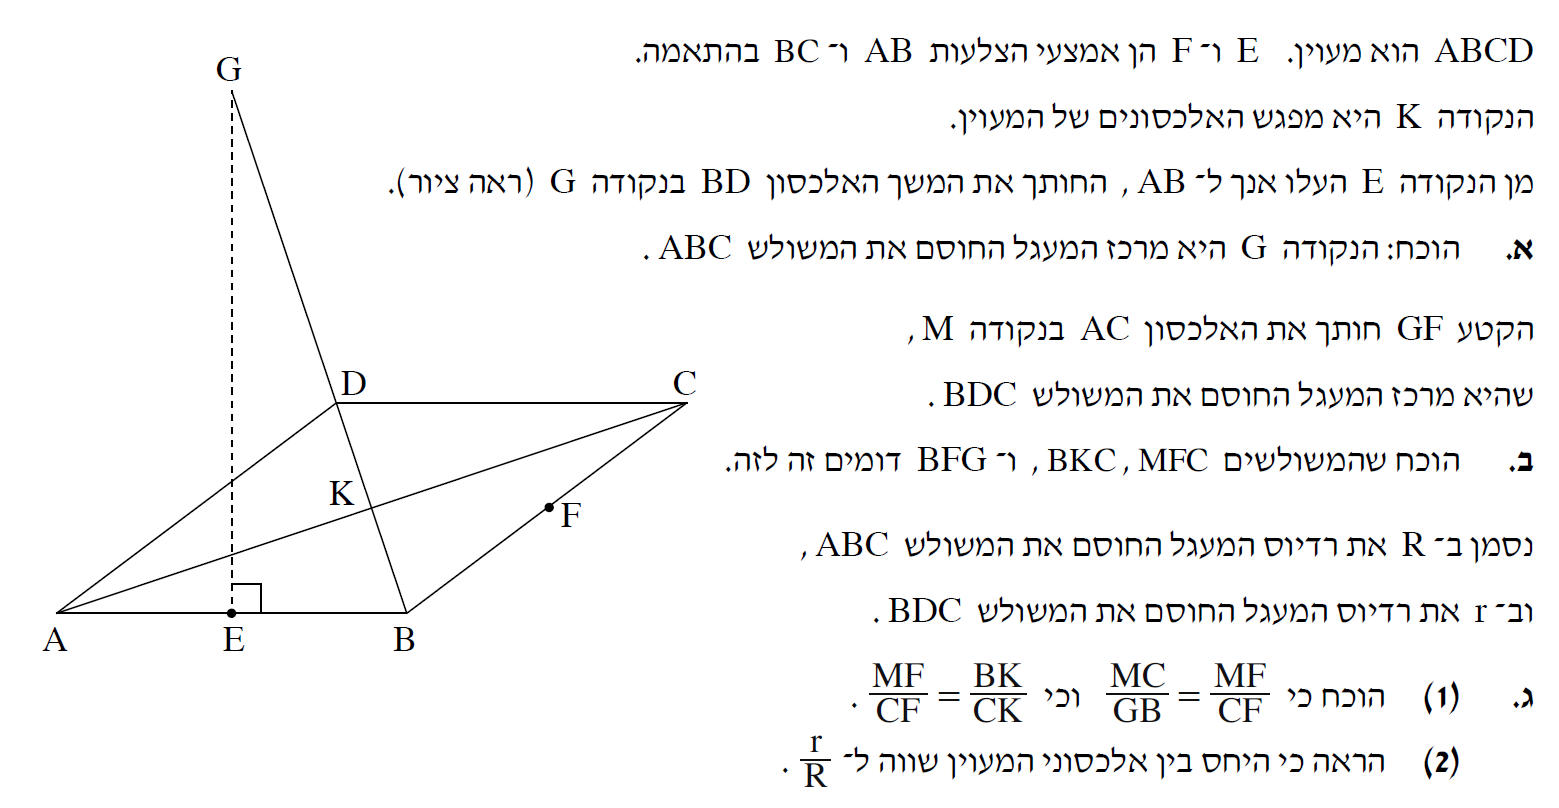 ABCD הוא מעוין. E ו־ F הן אמצעי הצלעות AB ו־ BC בהתאמה.
הנקודה K היא מפגש האלכסונים של המעוין.
מן הנקודה E העלו אנך ל־ AB , החותך את המשך האלכסון BD בנקודה G (ראה ציור).
א. הוכח: הנקודה G היא מרכז המעגל החוסם את המשולש ABC .
הקטע GF חותך את האלכסון AC בנקודה M ,
שהיא מרכז המעגל החוסם את המשולש BDC .
ב. הוכח שהמשולשים BKC , MFC , ו־ BFG דומים זה לזה.
נסמן ב־ R את רדיוס המעגל החוסם את המשולש ABC ,
וב־ r את רדיוס המעגל החוסם את המשולש BDC .
ג. (1) הוכח כי MC/GB = MF/CF וכי MF/CF = BK/CK .
(2) הראה כי היחס בין אלכסוני המעוין שווה ל־ r/R .
G
D
C
K
F
A
E
B